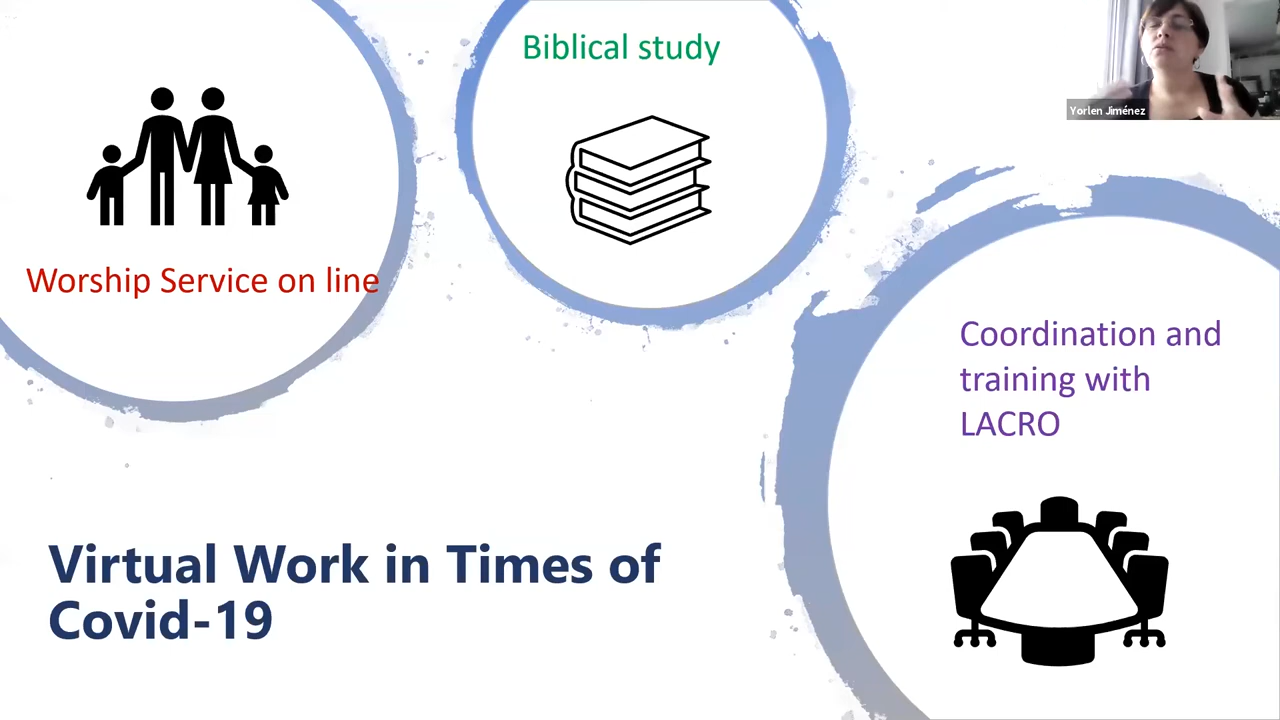 Biblical study
Yorlen Jiménez
Worship Service on line
Coordination and
training with
LACRO
Virtual Work in Times of
Covid-19